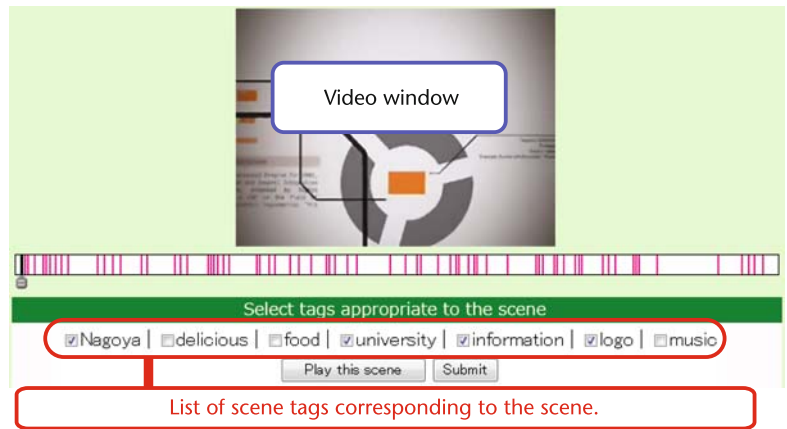 Video window
Select tags appropriate to the scene
Nagoya | delicious | food | university | information | logo | music
Play this scene Submit
List of scene tags corresponding to the scene.